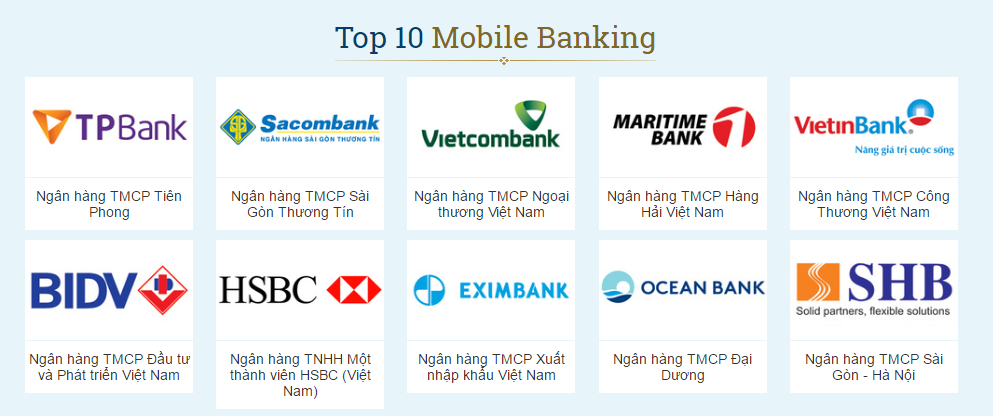 Top 10 Mobile Banking
TPBank
Ngân hàng TMCP Tiên
Phong
Sacombank
NGÂN HÀNG SÀI GÒN THƯƠNG TÍN
Ngân hàng TMCP Sài
Gòn Thương Tín
Vietcombank
Ngân hàng TMCP Ngoại
thương Việt Nam
MARITIME
BANK
Ngân hàng TMCP Hàng
Hải Việt Nam
VietinBank
Nâng giá trị cuộc sống
Ngân hàng TMCP Công
Thương Việt Nam
BIDV
Ngân hàng TMCP Đầu tư
và Phát triển Việt Nam
HSBC
Ngân hàng TNHH Một
thành viên HSBC (Việt
Nam)
EXIMBANK
Ngân hàng TMCP Xuất
nhập khẩu Việt Nam
OCEAN BANK
Ngân hàng TMCP Đại
Dương
SHB
Solid partners, flexible solutions
Ngân hàng TMCP Sài
Gòn - Hà Nội